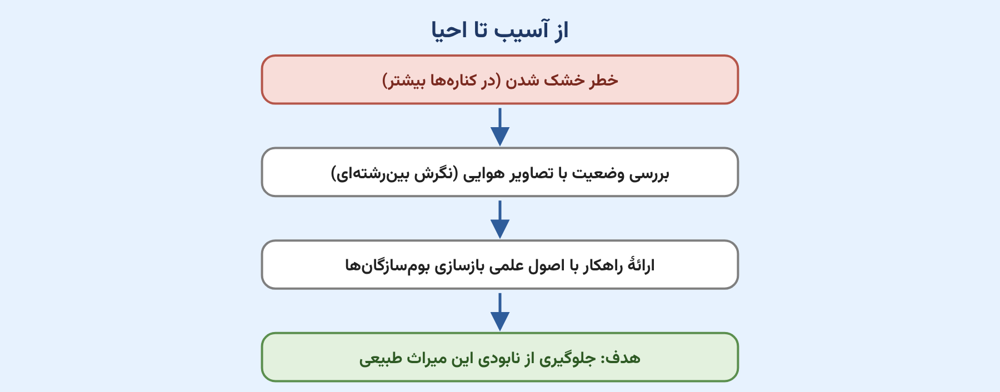 از آسیب تا احیا
خطر خشک شدن (در کناره‌ها بیشتر)
بررسی وضعیت با تصاویر هوایی (نگرش بین‌رشته‌ای)
ارائهٔ راهکار با اصول علمی بازسازی بوم‌سازگان‌ها
هدف: جلوگیری از نابودی این میراث طبیعی